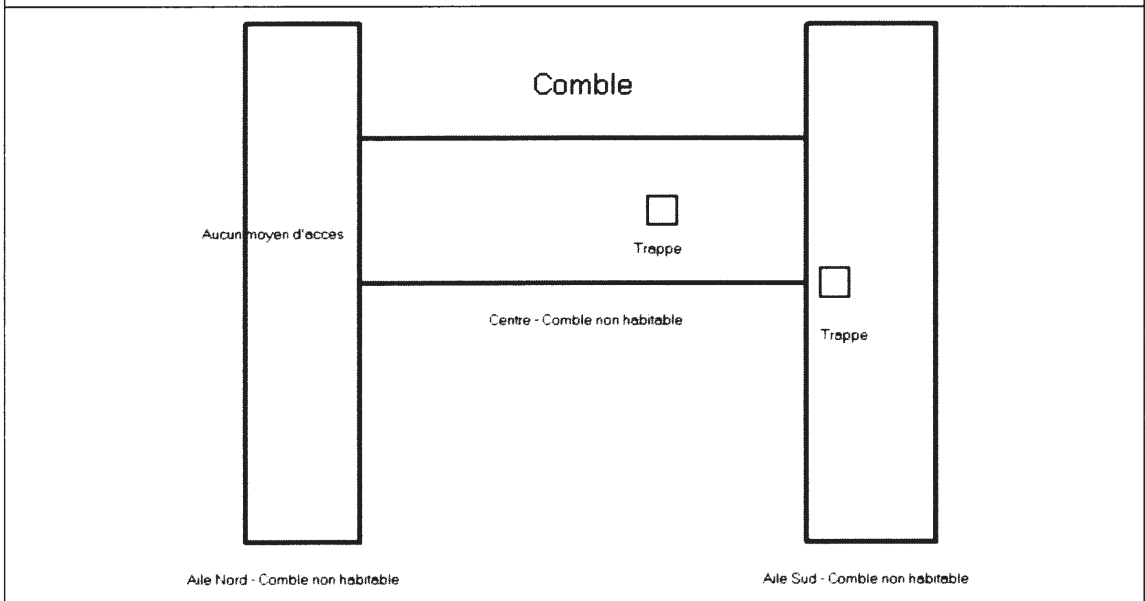 Comble
Aucun moyen d'acces
Trappe
Centre - Comble non habitable
Trappe
Aile Nord - Comble non habitable
Aile Sud - Comble non habitable